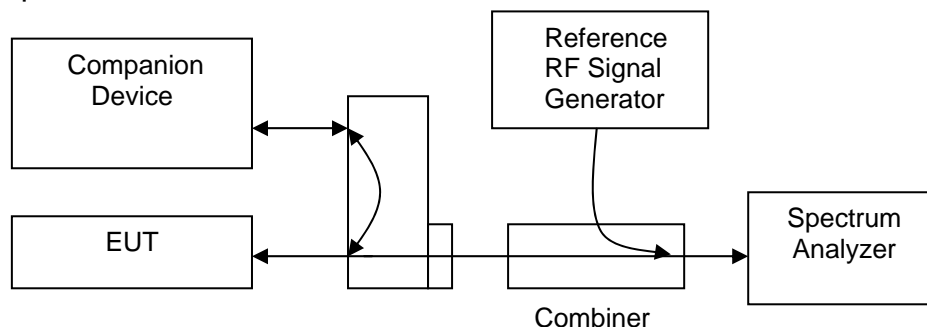 Companion
Device
Reference
RF Signal
Generator
EUT
Spectrum
Analyzer
Combiner